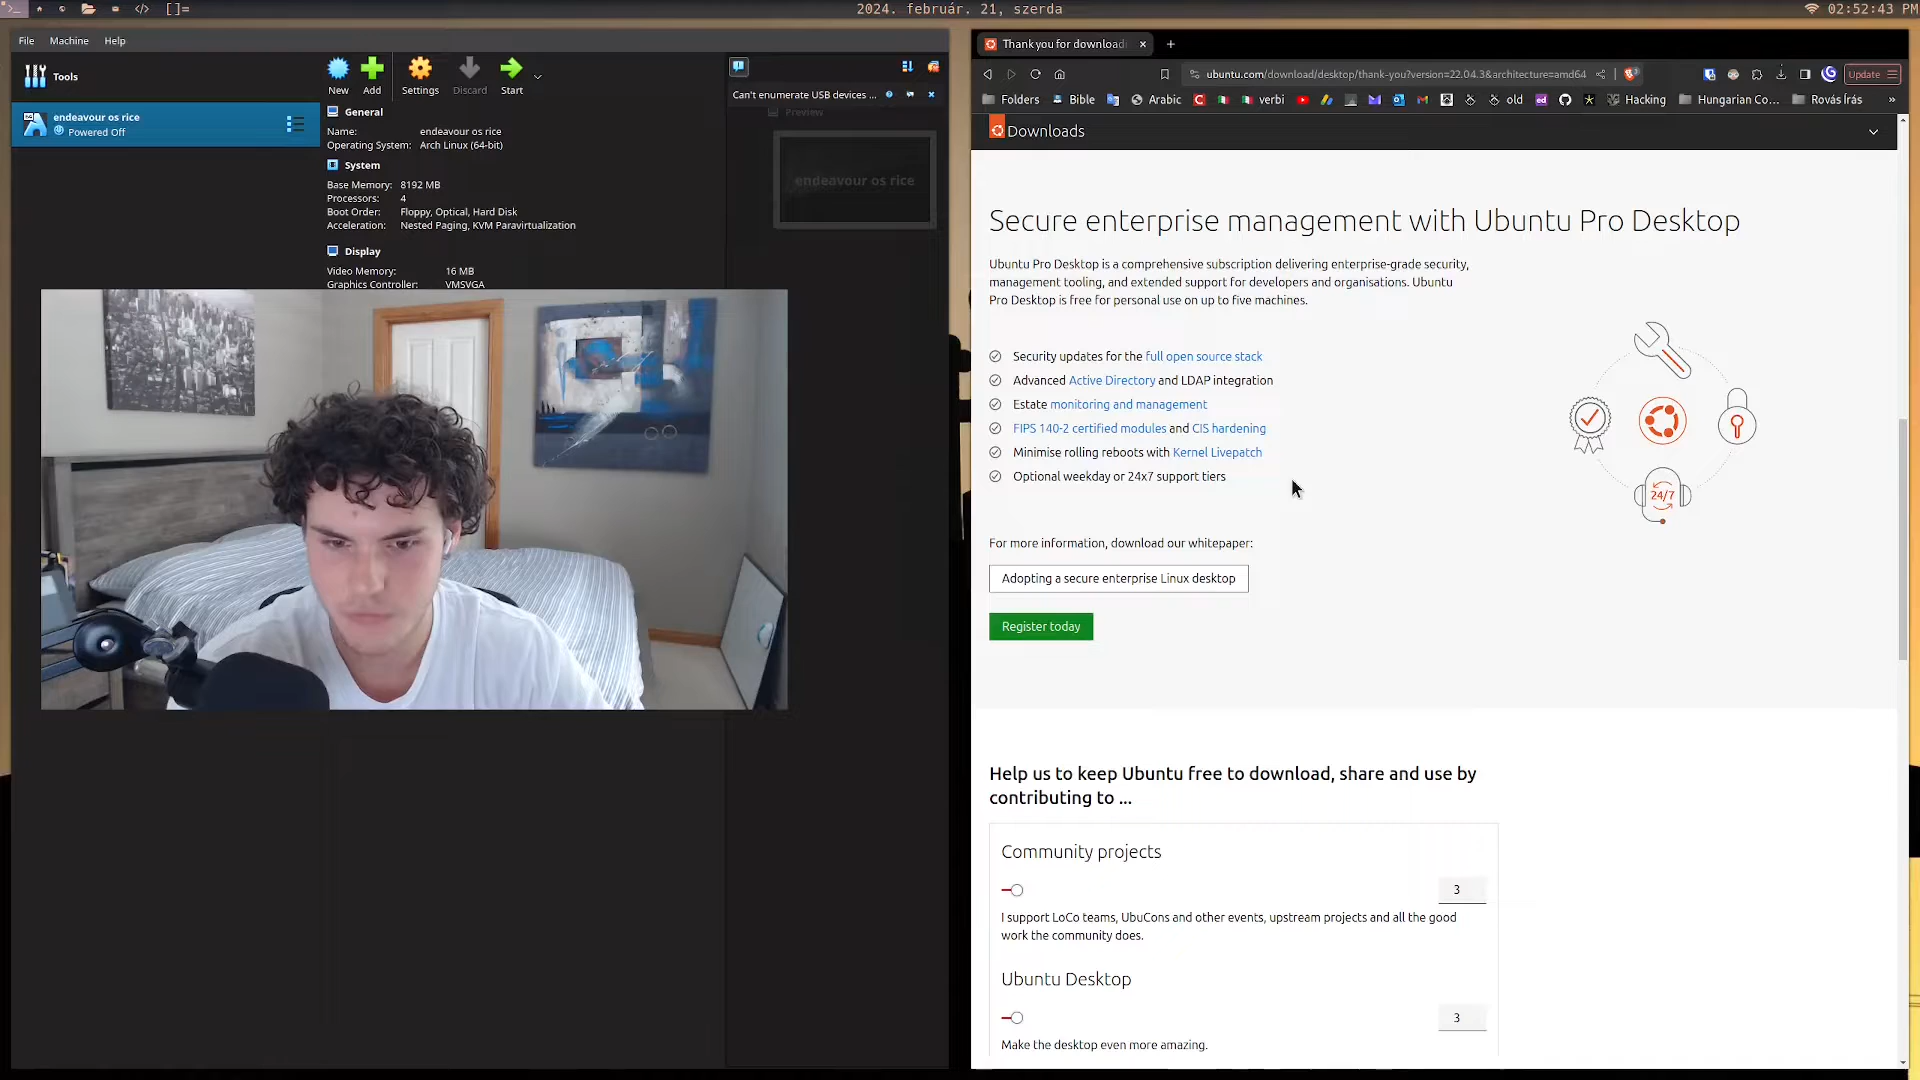 []=
2024. február. 21, szerda
02:52:43 PM
File Machine Help
Tools
New Add Settings Discard Start
endeavour os rice
Powered Off
General
Name: endeavour os rice
Operating System: Arch Linux (64-bit)
System
Base Memory: 8192 MB
Processors: 4
Boot Order: Floppy, Optical, Hard Disk
Acceleration: Nested Paging, KVM Paravirtualization
Display
Video Memory: 16 MB
Graphics Controller: VMSVGA
Can't enumerate USB devices ...
Preview
endeavour os rice
Thank you for downloadi
ubuntu.com/download/desktop/thank-you?version=22.04.3&architecture=amd64
Update
Folders Bible Arabic verbi old Hacking Hungarian Co... Rovás Írás »
Downloads
Secure enterprise management with Ubuntu Pro Desktop
Ubuntu Pro Desktop is a comprehensive subscription delivering enterprise-grade security,
management tooling, and extended support for developers and organisations. Ubuntu
Pro Desktop is free for personal use on up to five machines.
Security updates for the full open source stack
Advanced Active Directory and LDAP integration
Estate monitoring and management
FIPS 140-2 certified modules and CIS hardening
Minimise rolling reboots with Kernel Livepatch
Optional weekday or 24x7 support tiers
24/7
For more information, download our whitepaper:
Adopting a secure enterprise Linux desktop
Register today
Help us to keep Ubuntu free to download, share and use by
contributing to ...
Community projects
3
I support LoCo teams, UbuCons and other events, upstream projects and all the good
work the community does.
Ubuntu Desktop
3
Make the desktop even more amazing.